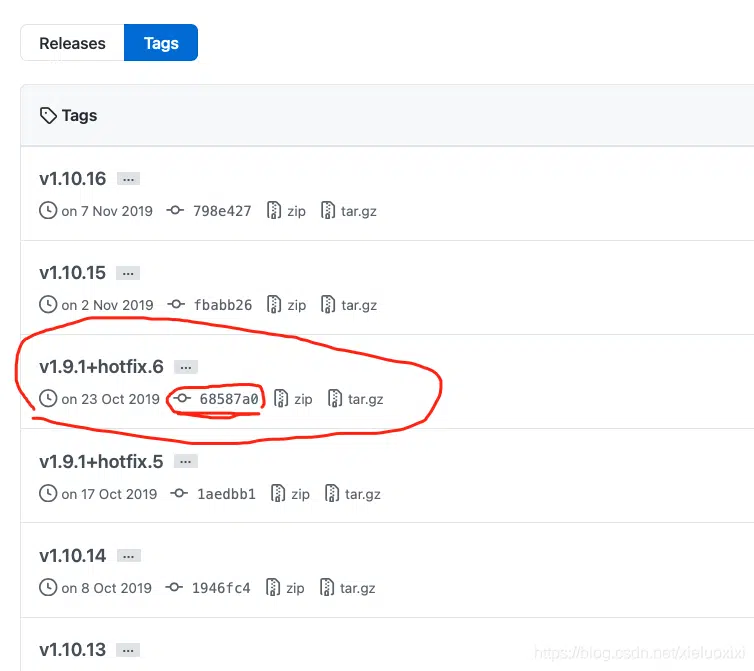 Releases Tags
Tags
v1.10.16 ...
on 7 Nov 2019 798e427 zip tar.gz
v1.10.15 ...
on 2 Nov 2019 fbabb26 zip tar.gz
v1.9.1+hotfix.6 ...
on 23 Oct 2019 68587a0 zip tar.gz
v1.9.1+hotfix.5 ...
on 17 Oct 2019 1aedbb1 zip tar.gz
v1.10.14 ...
on 8 Oct 2019 1946fc4 zip tar.gz
v1.10.13 ...
https://blog.csdn.net/xieluoxixi